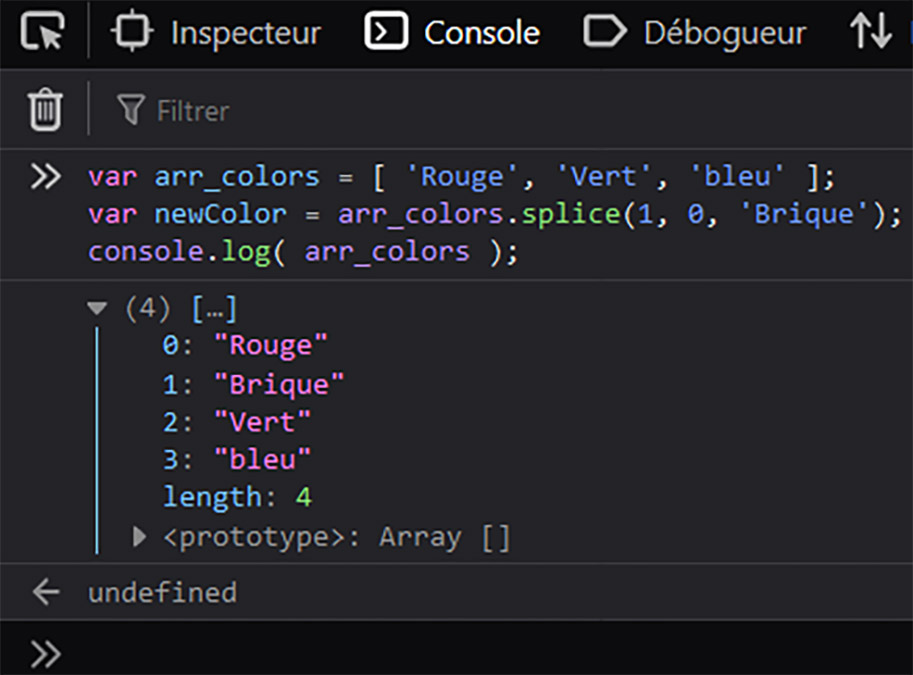 Inspecteur Console Débogueur
Filtrer
var arr_colors = [ 'Rouge', 'Vert', 'bleu' ];
var newColor = arr_colors.splice(1, 0, 'Brique');
console.log( arr_colors );
(4) […]
0: "Rouge"
1: "Brique"
2: "Vert"
3: "bleu"
length: 4
<prototype>: Array []
undefined